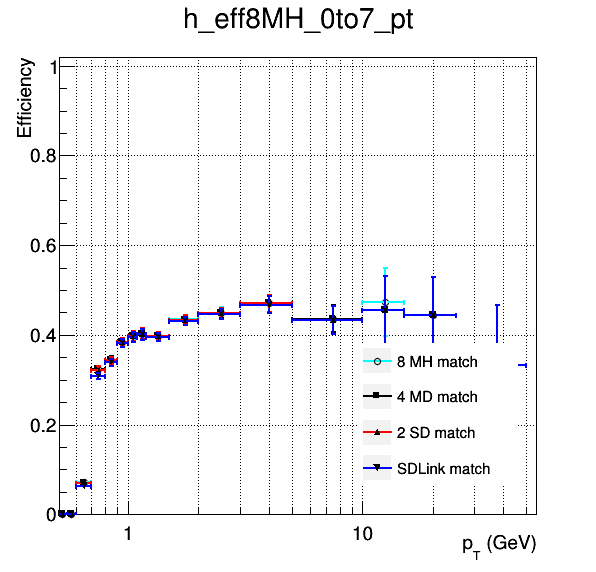 h_eff8MH_0to7_pt
Efficiency
1
0.8
0.6
0.4
0.2
0
8 MH match
4 MD match
2 SD match
SDLink match
1
10
p_T (GeV)